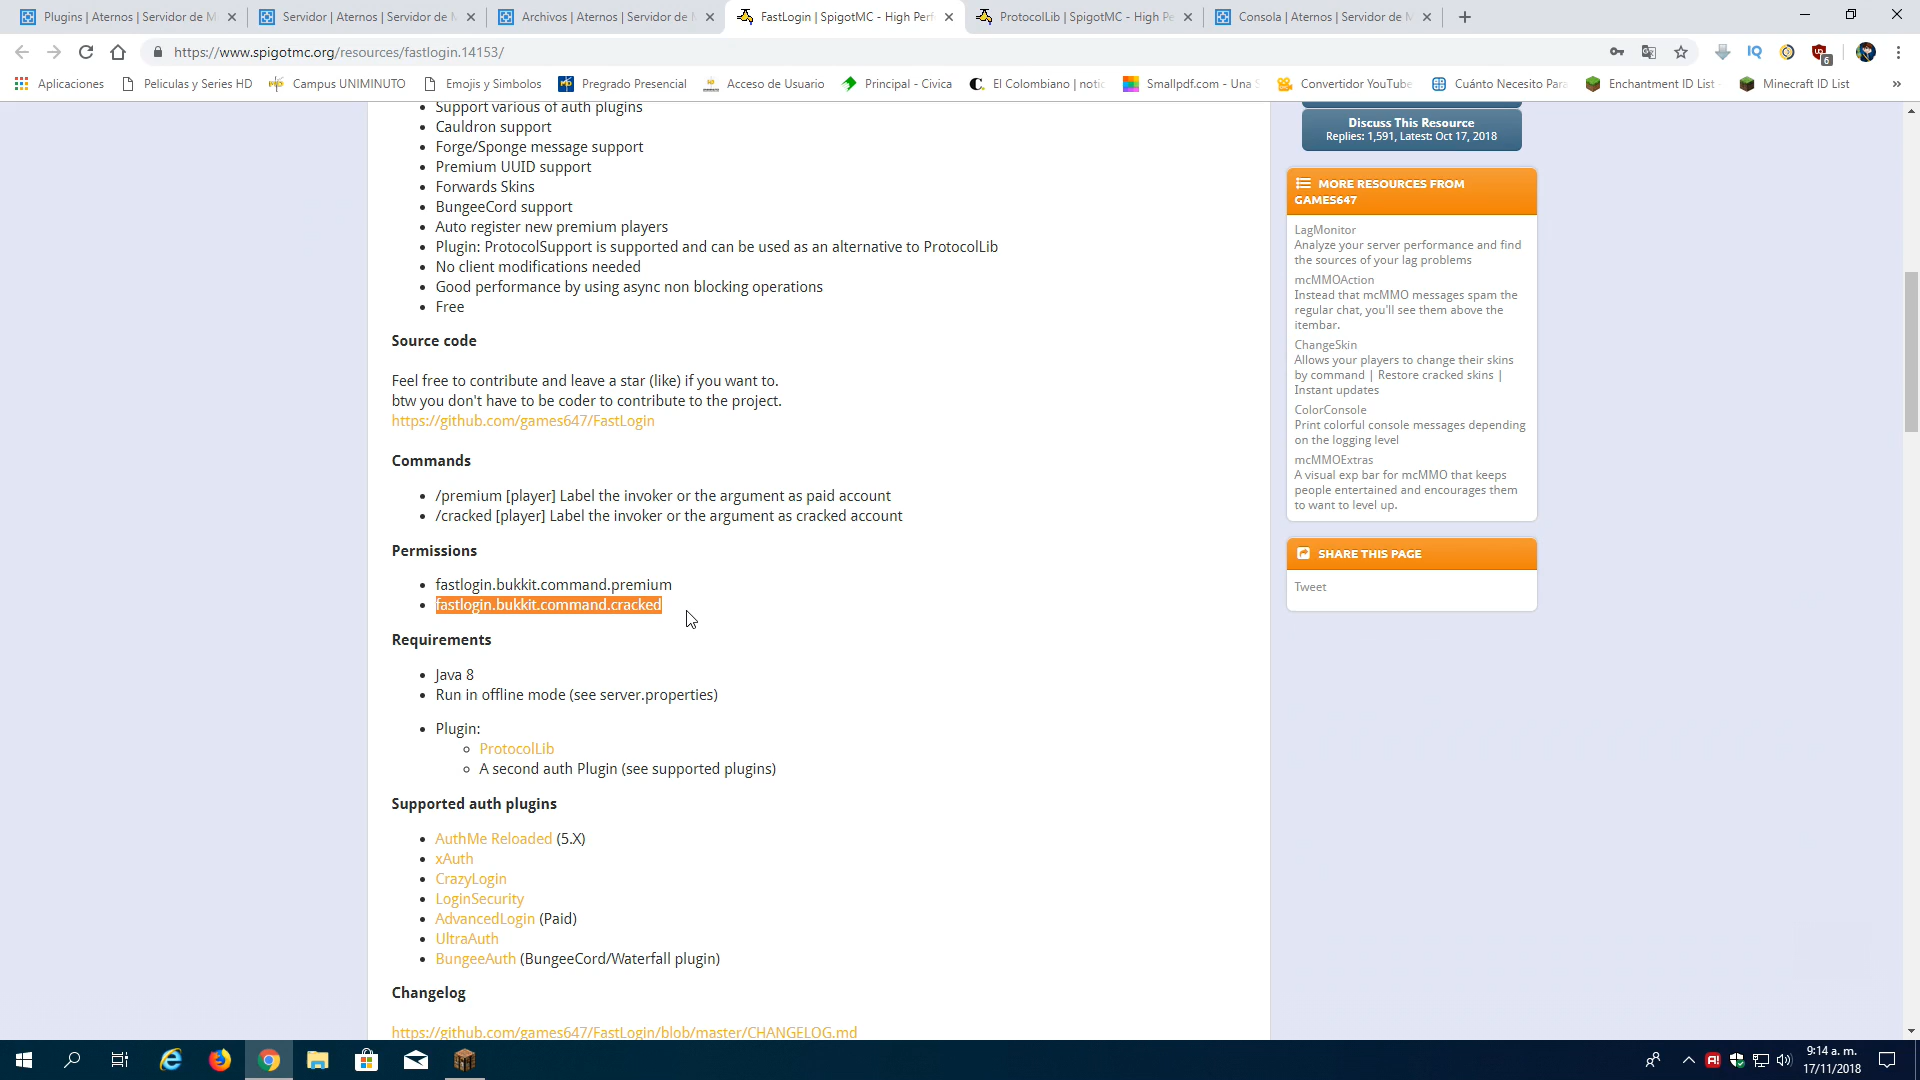 Plugins | Aternos | Servidor de M
Servidor | Aternos | Servidor de M
Archivos | Aternos | Servidor de M
FastLogin | SpigotMC - High Perf
ProtocolLib | SpigotMC - High Pe
Consola | Aternos | Servidor de M
https://www.spigotmc.org/resources/fastlogin.14153/
6
Aplicaciones
Peliculas y Series HD
Campus UNIMINUTO
Emojis y Simbolos
Pregrado Presencial
Acceso de Usuario
Principal - Civica
El Colombiano | notic
Smallpdf.com - Una S
Convertidor YouTube
Cuánto Necesito Para
Enchantment ID List
Minecraft ID List
»
Support various of auth plugins
Cauldron support
Forge/Sponge message support
Premium UUID support
Forwards Skins
BungeeCord support
Auto register new premium players
Plugin: ProtocolSupport is supported and can be used as an alternative to ProtocolLib
No client modifications needed
Good performance by using async non blocking operations
Free
Source code
Feel free to contribute and leave a star (like) if you want to.
btw you don't have to be coder to contribute to the project.
https://github.com/games647/FastLogin
Commands
/premium [player] Label the invoker or the argument as paid account
/cracked [player] Label the invoker or the argument as cracked account
Permissions
fastlogin.bukkit.command.premium
fastlogin.bukkit.command.cracked
Requirements
Java 8
Run in offline mode (see server.properties)
Plugin:
ProtocolLib
A second auth Plugin (see supported plugins)
Supported auth plugins
AuthMe Reloaded (5.X)
xAuth
CrazyLogin
LoginSecurity
AdvancedLogin (Paid)
UltraAuth
BungeeAuth (BungeeCord/Waterfall plugin)
Changelog
https://github.com/games647/FastLogin/blob/master/CHANGELOG.md
Discuss This Resource
Replies: 1,591, Latest: Oct 17, 2018
MORE RESOURCES FROM
GAMES647
LagMonitor
Analyze your server performance and find
the sources of your lag problems
mcMMOAction
Instead that mcMMO messages spam the
regular chat, you'll see them above the
itembar.
ChangeSkin
Allows your players to change their skins
by command | Restore cracked skins |
Instant updates
ColorConsole
Print colorful console messages depending
on the logging level
mcMMOExtras
A visual exp bar for mcMMO that keeps
people entertained and encourages them
to want to level up.
SHARE THIS PAGE
Tweet
9:14 a. m.
17/11/2018